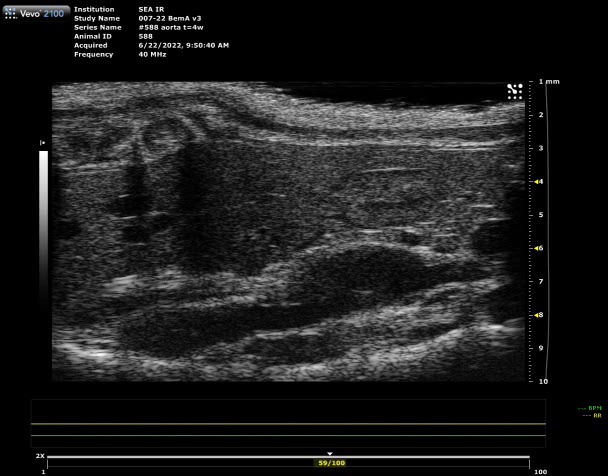 Vevo 2100
Institution SEA IR
Study Name 007-22 BemA v3
Series Name #588 aorta t=4w
Animal ID 588
Acquired 6/22/2022, 9:50:40 AM
Frequency 40 MHz
1 mm
2
3
4
5
6
7
8
9
10
--- BPM
--- RR
2X
59/100
1 100